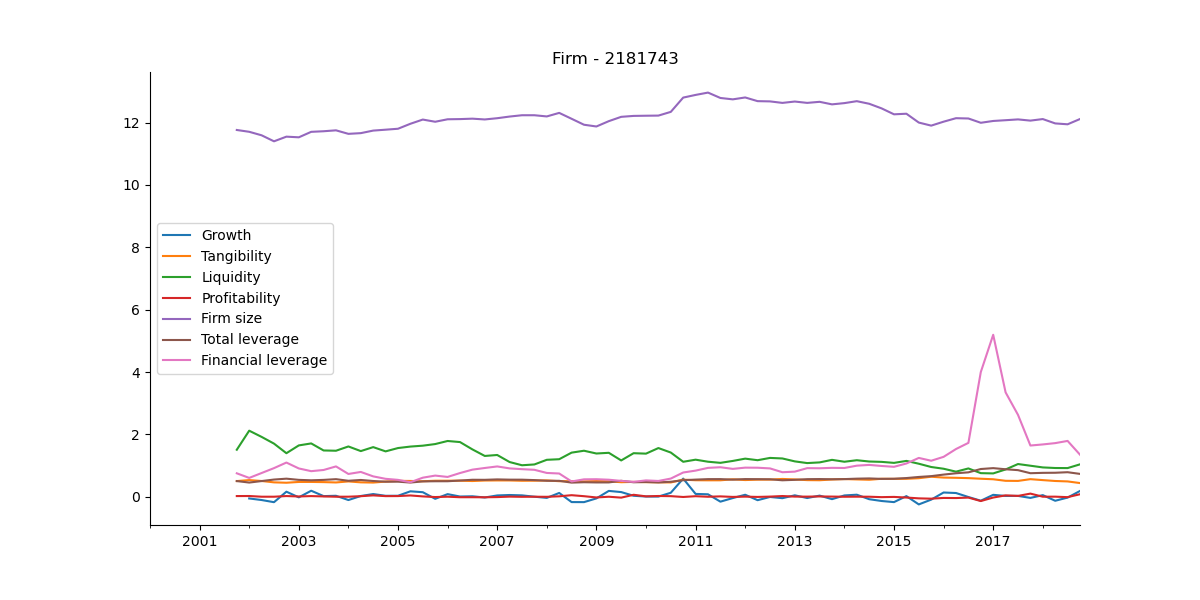 Firm - 2181743
12
10
8
6
4
2
0
Growth
Tangibility
Liquidity
Profitability
Firm size
Total leverage
Financial leverage
2001 2003 2005 2007 2009 2011 2013 2015 2017